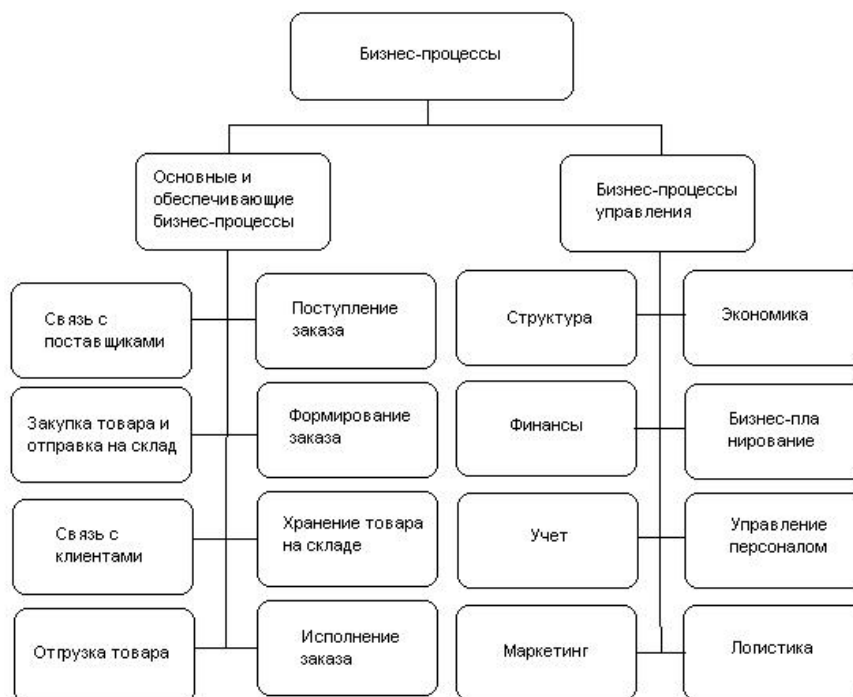 Бизнес-процессы
Основные и
обеспечивающие
бизнес-процессы
Бизнес-процессы
управления
Связь с
поставщиками
Поступление
заказа
Структура
Экономика
Закупка товара и
отправка на склад
Формирование
заказа
Финансы
Бизнес-пла
нирование
Связь с
клиентами
Хранение товара
на складе
Учет
Управление
персоналом
Отгрузка товара
Исполнение
заказа
Маркетинг
Логистика